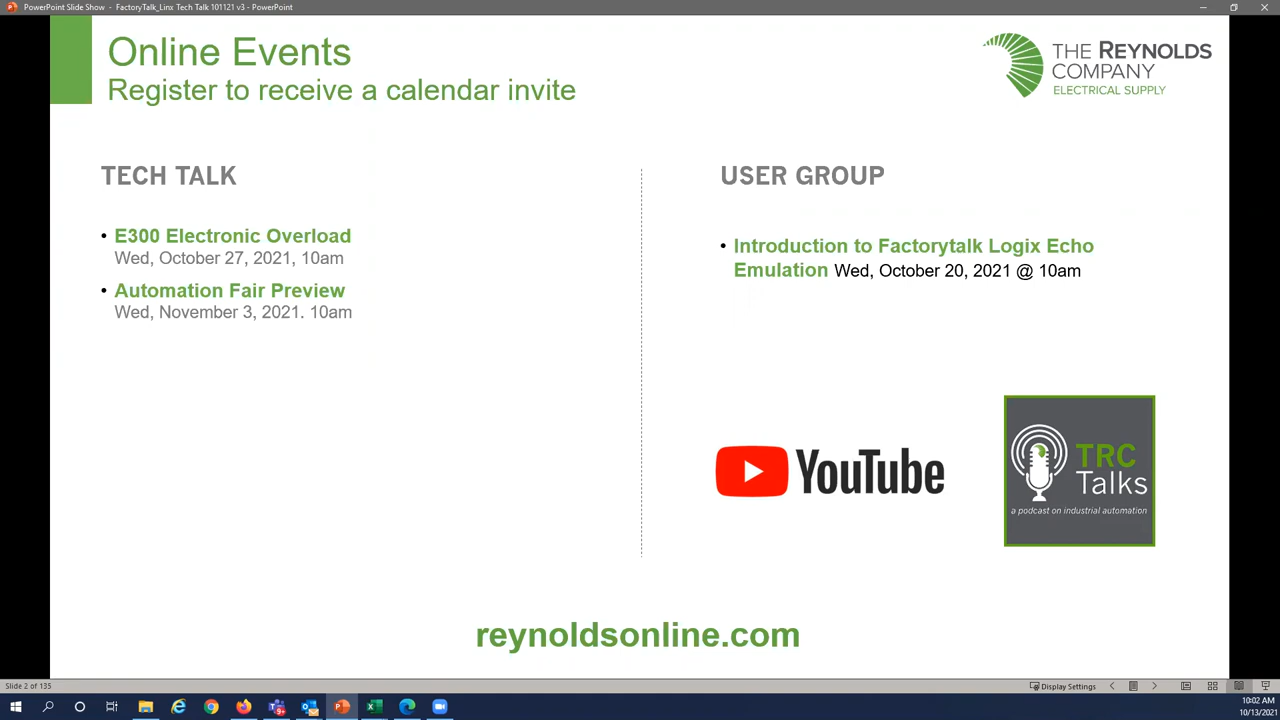 PowerPoint Slide Show - FactoryTalk_Linx Tech Talk 101121 v3 - PowerPoint
Online Events
Register to receive a calendar invite
THE REYNOLDS
COMPANY
ELECTRICAL SUPPLY
TECH TALK
• E300 Electronic Overload
Wed, October 27, 2021, 10am
• Automation Fair Preview
Wed, November 3, 2021. 10am
USER GROUP
• Introduction to Factorytalk Logix Echo
Emulation Wed, October 20, 2021 @ 10am
YouTube
TRC
Talks
a podcast on industrial automation
reynoldsonline.com
Slide 2 of 135
Display Settings
10:02 AM
10/13/2021